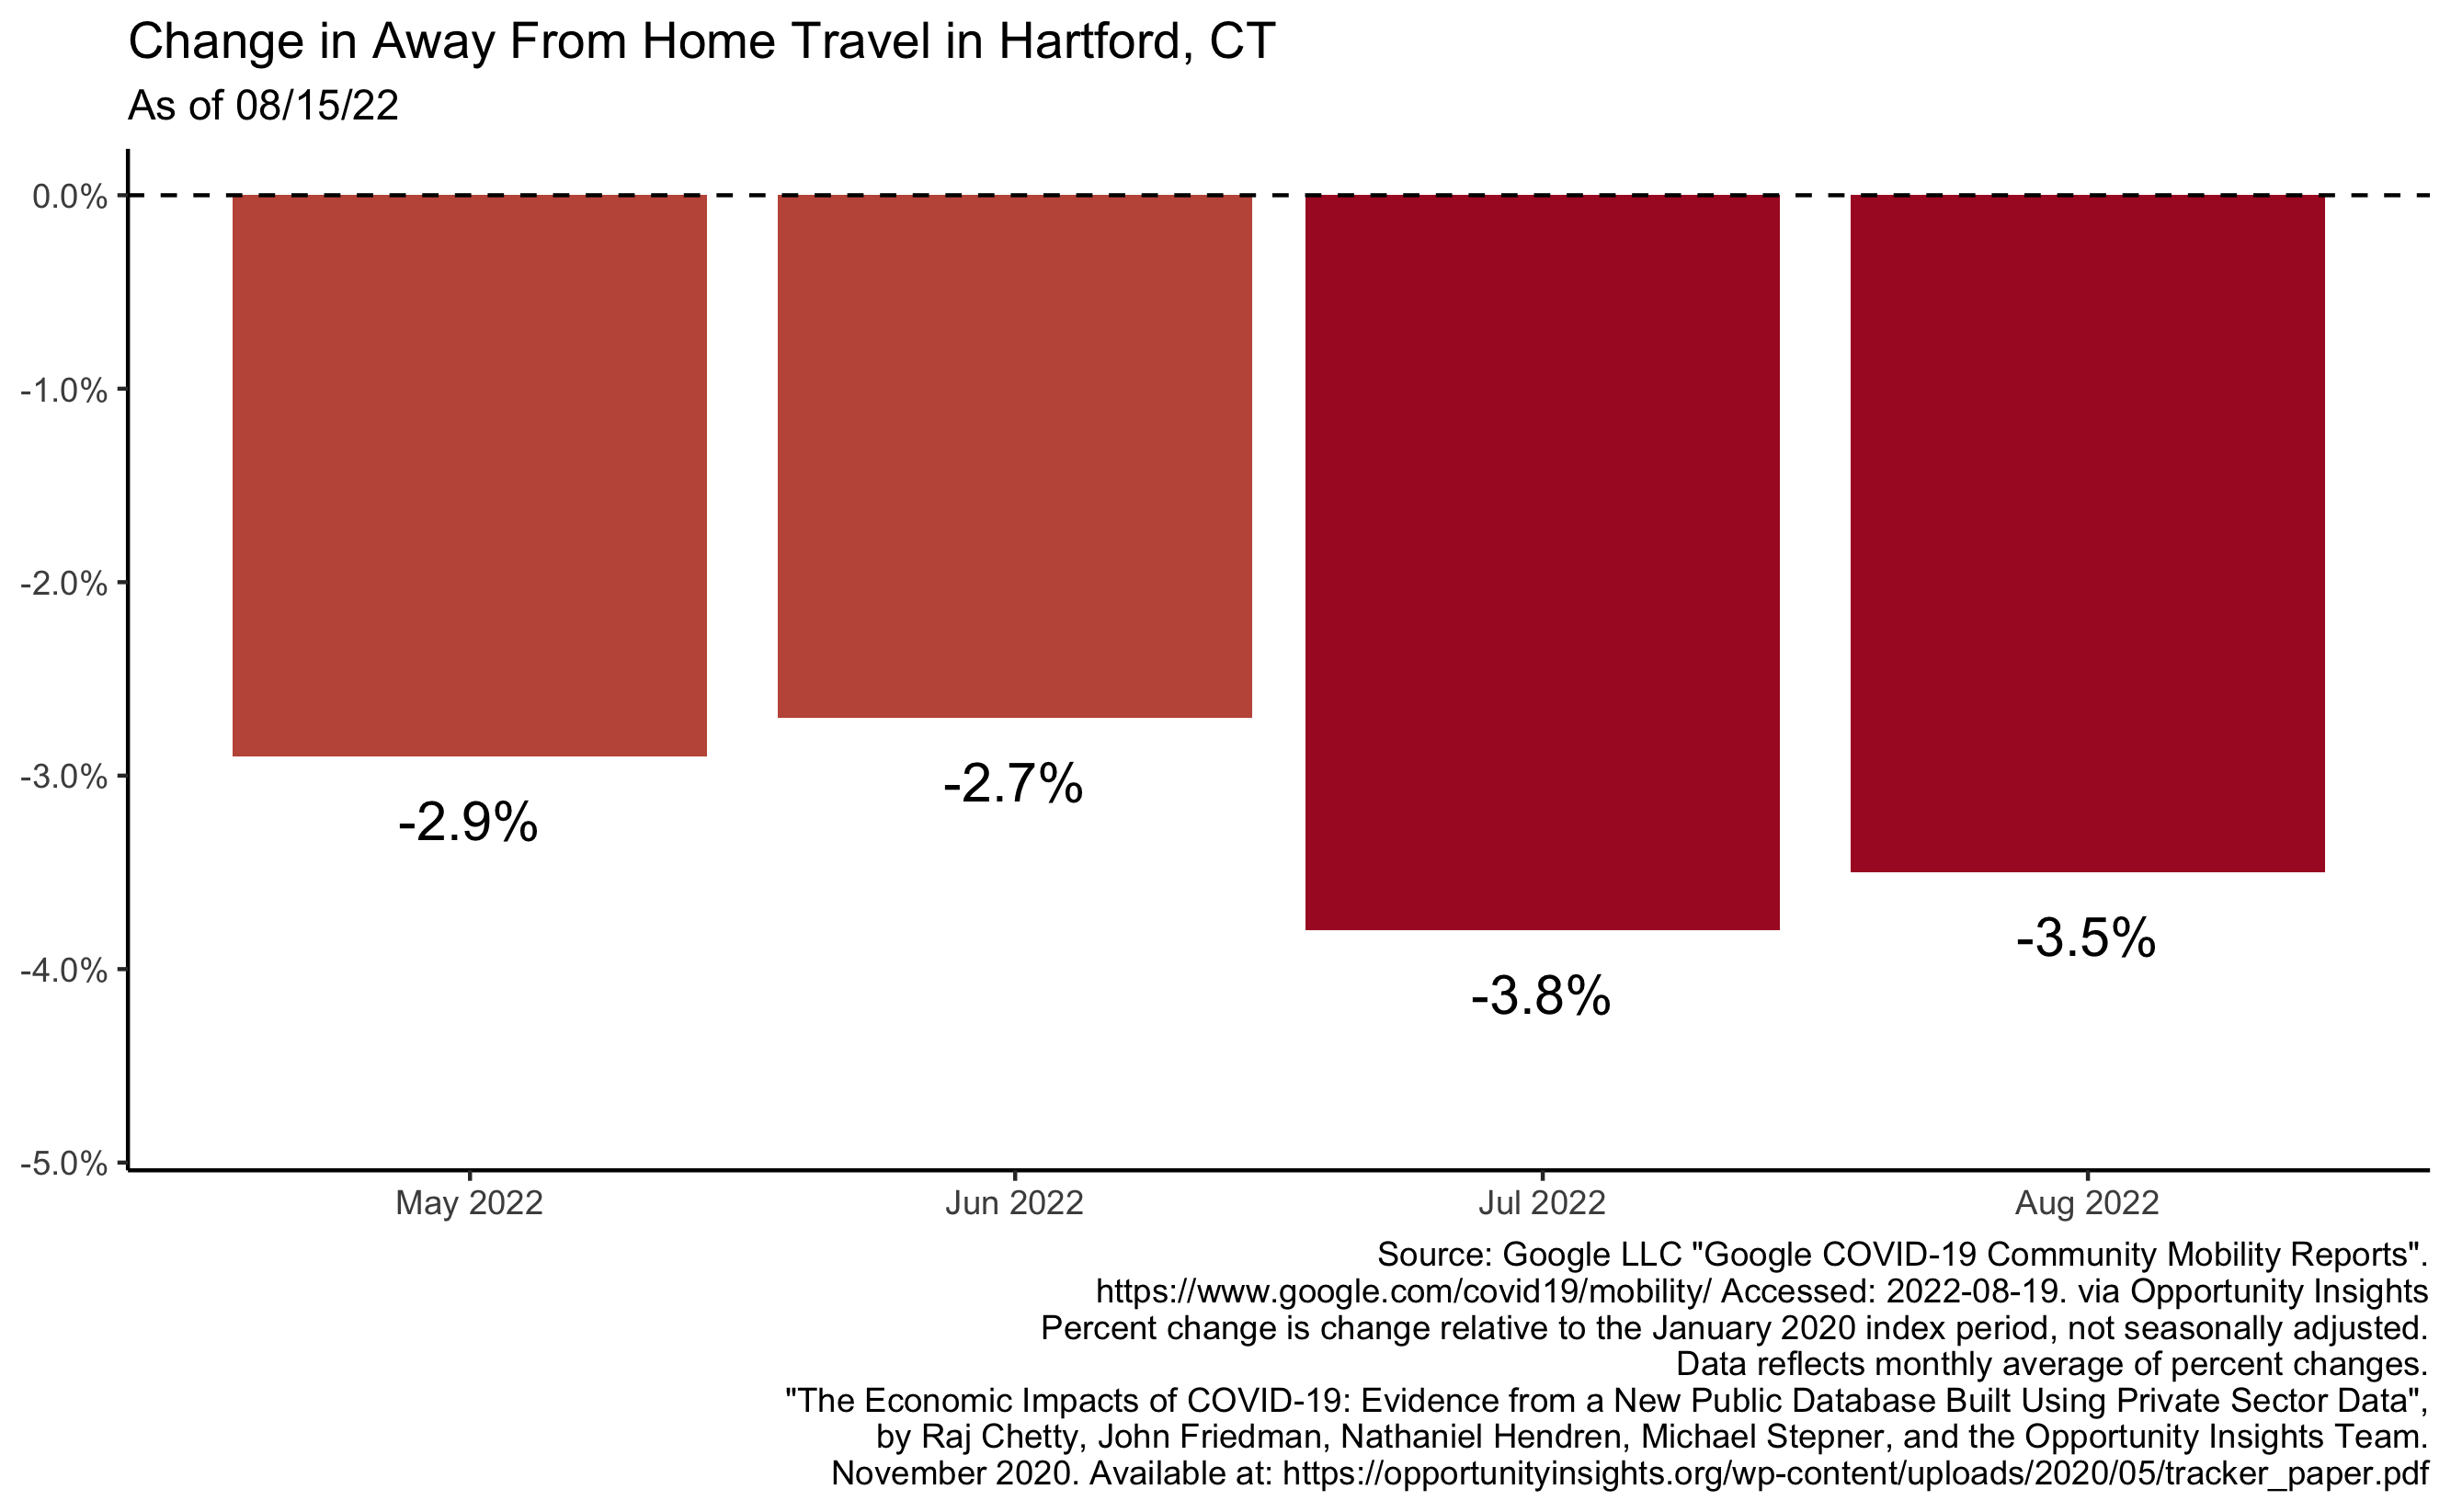 Change in Away From Home Travel in Hartford, CT
As of 08/15/22
0.0%
-1.0%
-2.0%
-3.0%
-4.0%
-5.0%
-2.9%
-2.7%
-3.8%
-3.5%
May 2022
Jun 2022
Jul 2022
Aug 2022
Source: Google LLC "Google COVID-19 Community Mobility Reports".
https://www.google.com/covid19/mobility/ Accessed: 2022-08-19. via Opportunity Insights
Percent change is change relative to the January 2020 index period, not seasonally adjusted.
Data reflects monthly average of percent changes.
"The Economic Impacts of COVID-19: Evidence from a New Public Database Built Using Private Sector Data",
by Raj Chetty, John Friedman, Nathaniel Hendren, Michael Stepner, and the Opportunity Insights Team.
November 2020. Available at: https://opportunityinsights.org/wp-content/uploads/2020/05/tracker_paper.pdf